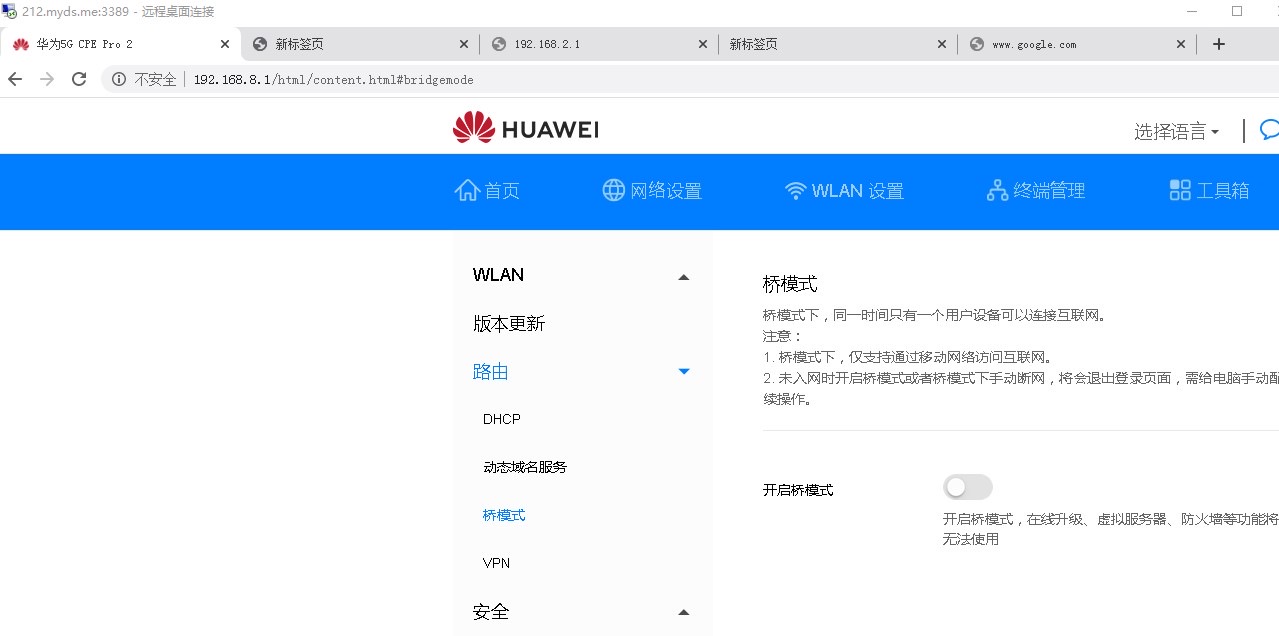 212.myds.me:3389 - 远程桌面连接
华为5G CPE Pro 2
新标签页
192.168.2.1
新标签页
www.google.com
不安全
192.168.8.1/html/content.html#bridgemode
HUAWEI
选择语言
首页
网络设置
WLAN 设置
终端管理
工具箱
WLAN
版本更新
路由
DHCP
动态域名服务
桥模式
VPN
安全
桥模式
桥模式下，同一时间只有一个用户设备可以连接互联网。
注意：
1. 桥模式下，仅支持通过移动网络访问互联网。
2. 未入网时开启桥模式或者桥模式下手动断网，将会退出登录页面，需给电脑手动配
续操作。
开启桥模式
开启桥模式，在线升级、虚拟服务器、防火墙等功能将
无法使用